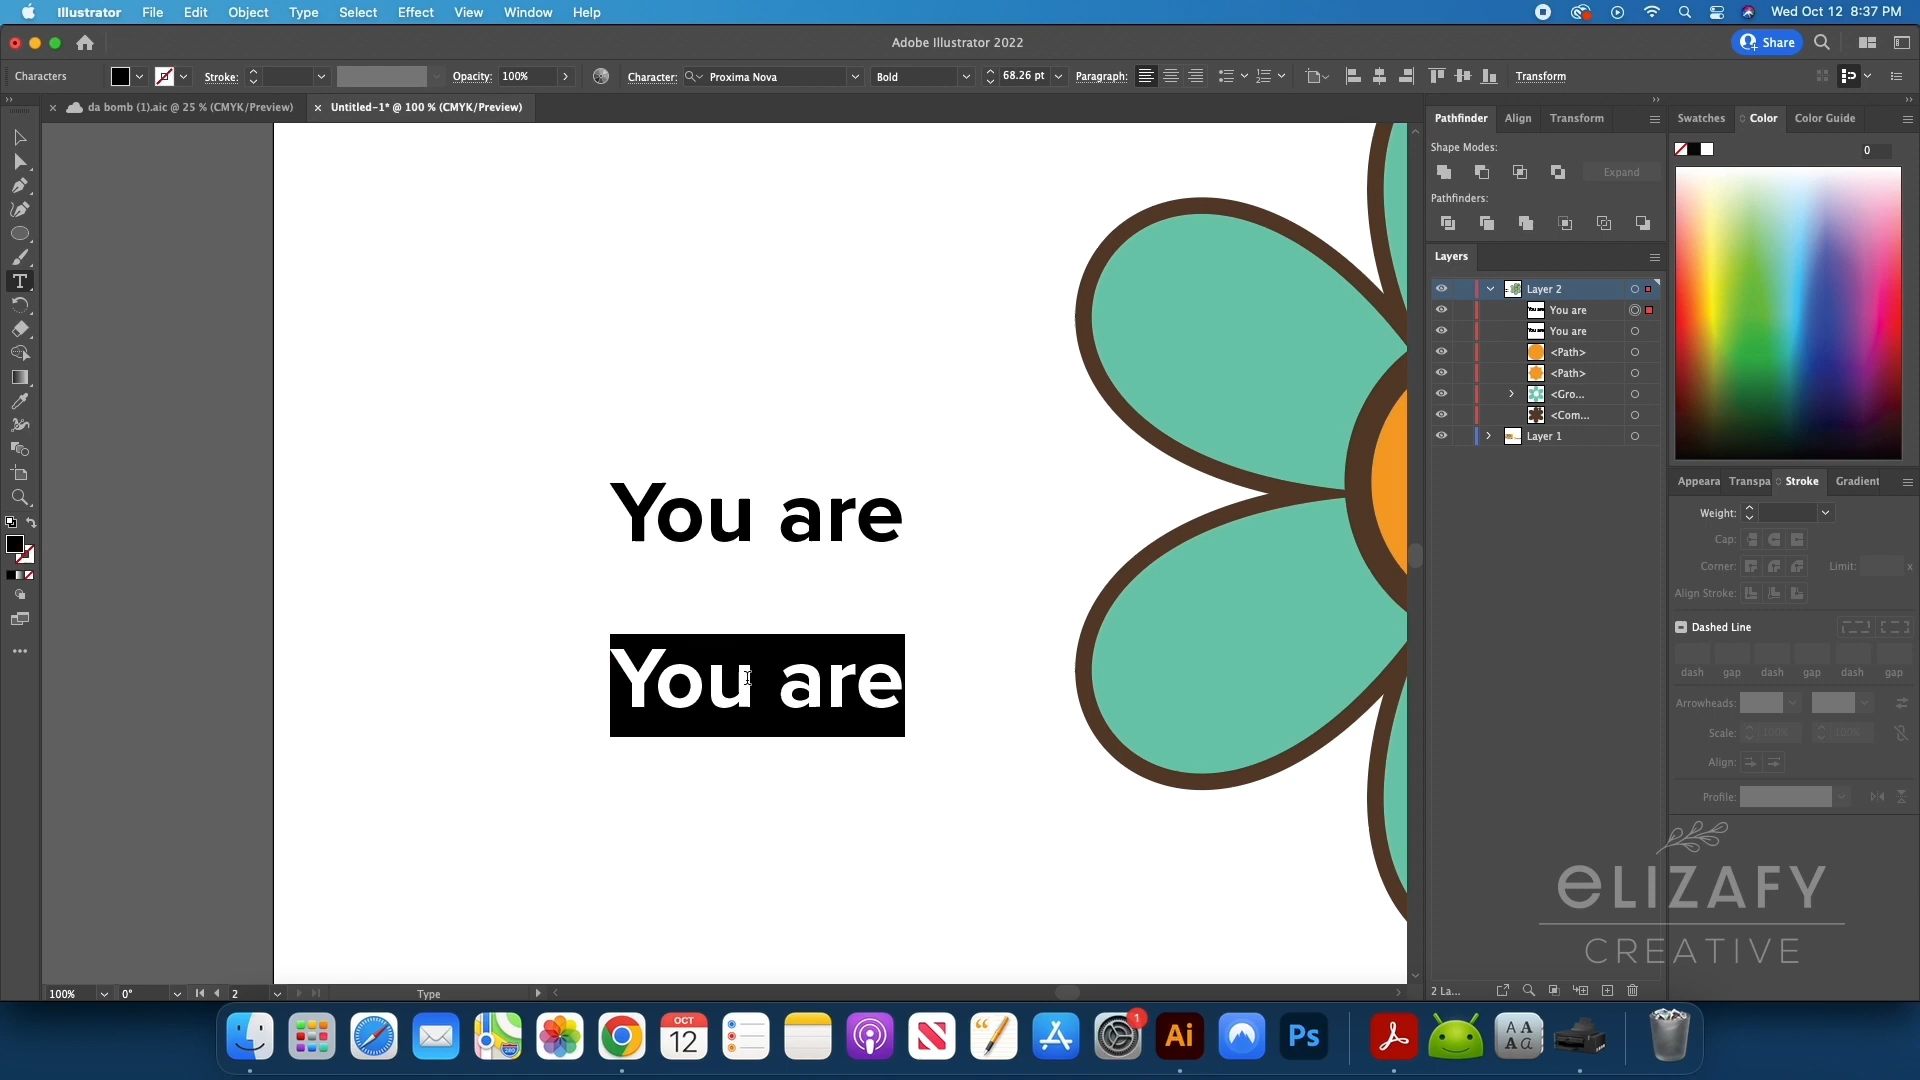 Illustrator File Edit Object Type Select Effect View Window Help Wed Oct 12 8:37 PM
Adobe Illustrator 2022 Share
Characters Stroke: Opacity: 100% Character: Proxima Nova Bold 68.26 pt Paragraph: Transform
da bomb (1).aic @ 25 % (CMYK/Preview) Untitled-1* @ 100 % (CMYK/Preview)
Pathfinder Align Transform
Shape Modes:
Expand
Pathfinders:
Layers
Layer 2
You are
You are
<Path>
<Path>
<Gro...
<Com...
Layer 1
Swatches Color Color Guide
0
Appeara Transpa Stroke Gradient
Weight:
Cap:
Corner: Limit: x
Align Stroke:
Dashed Line
dash gap dash gap dash gap
Arrowheads:
Scale: 100% 100%
Align:
Profile:
You are
You are
eLIZAFY
CREATIVE
100% 0° 2 Type
2 La...
OCT
12
1
Ai
Ps